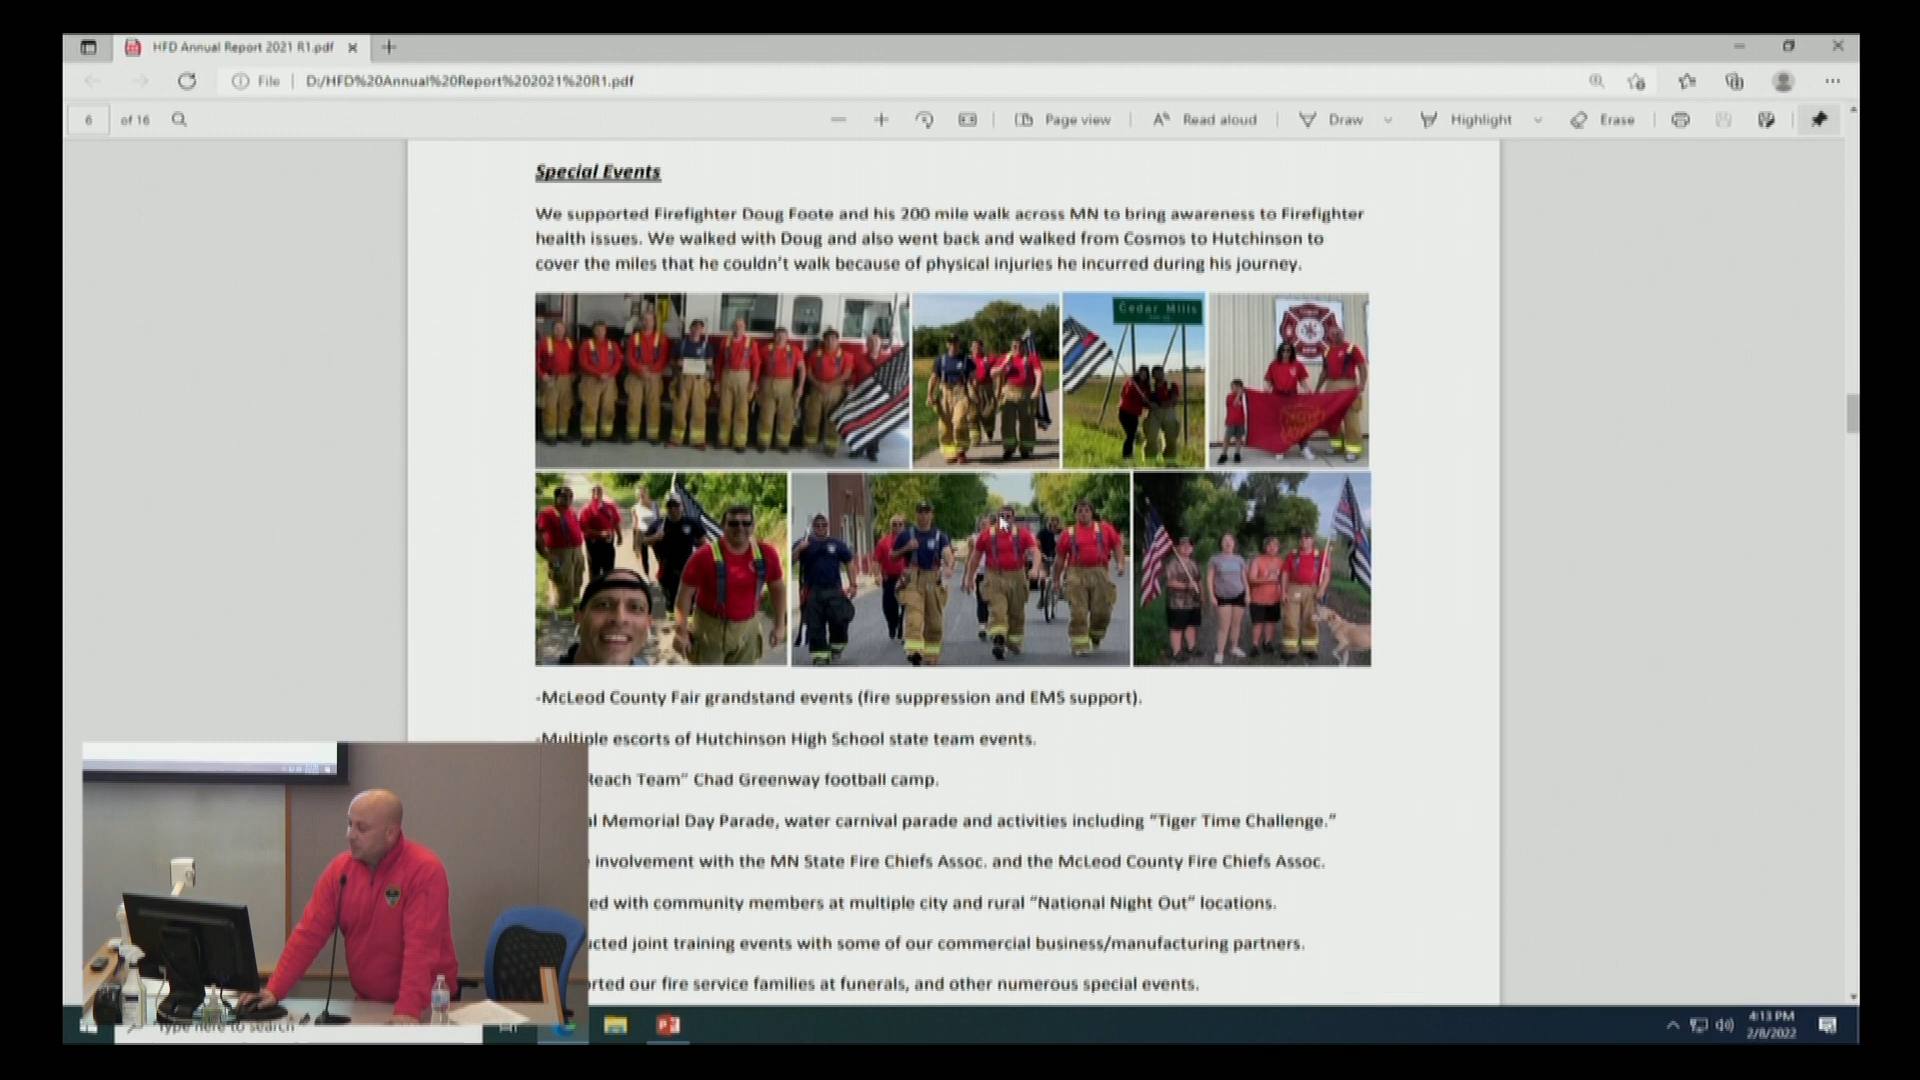 HFD Annual Report 2021 R1.pdf
File | D:/HFD%20Annual%20Report%202021%20R1.pdf
6 of 16 Page view Read aloud Draw Highlight Erase
Special Events
We supported Firefighter Doug Foote and his 200 mile walk across MN to bring awareness to Firefighter
health issues. We walked with Doug and also went back and walked from Cosmos to Hutchinson to
cover the miles that he couldn't walk because of physical injuries he incurred during his journey.
Cedar Mills
-McLeod County Fair grandstand events (fire suppression and EMS support).
-Multiple escorts of Hutchinson High School state team events.
Reach Team" Chad Greenway football camp.
al Memorial Day Parade, water carnival parade and activities including "Tiger Time Challenge."
involvement with the MN State Fire Chiefs Assoc. and the McLeod County Fire Chiefs Assoc.
ed with community members at multiple city and rural "National Night Out" locations.
ucted joint training events with some of our commercial business/manufacturing partners.
rted our fire service families at funerals, and other numerous special events.
Type here to search
4:13 PM
2/8/2022